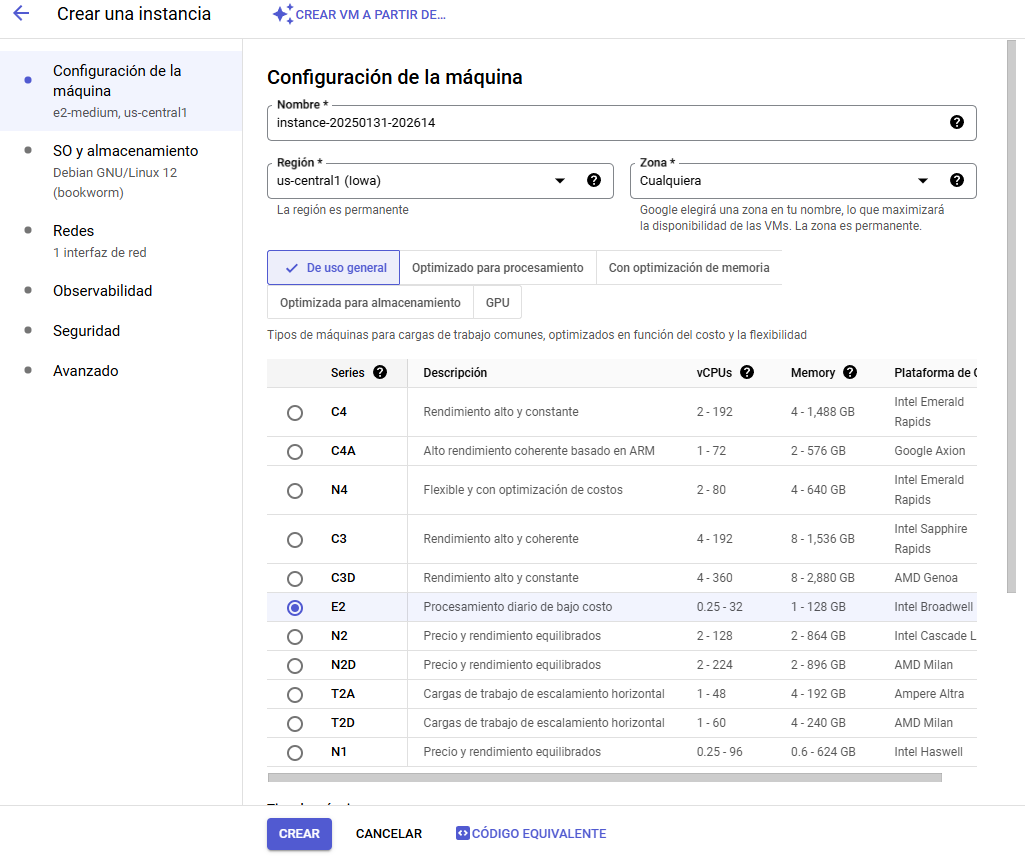 Crear una instancia
CREAR VM A PARTIR DE...
Configuración de la
máquina
e2-medium, us-central1
SO y almacenamiento
Debian GNU/Linux 12
(bookworm)
Redes
1 interfaz de red
Observabilidad
Seguridad
Avanzado
Configuración de la máquina
Nombre *
instance-20250131-202614
Región *
us-central1 (Iowa)
La región es permanente
Zona *
Cualquiera
Google elegirá una zona en tu nombre, lo que maximizará
la disponibilidad de las VMs. La zona es permanente.
De uso general
Optimizado para procesamiento
Con optimización de memoria
Optimizada para almacenamiento
GPU
Tipos de máquinas para cargas de trabajo comunes, optimizados en función del costo y la flexibilidad
Series Descripción vCPUs Memory Plataforma de
C4 Rendimiento alto y constante 2 - 192 4 - 1,488 GB Intel Emerald
Rapids
C4A Alto rendimiento coherente basado en ARM 1 - 72 2 - 576 GB Google Axion
N4 Flexible y con optimización de costos 2 - 80 4 - 640 GB Intel Emerald
Rapids
C3 Rendimiento alto y coherente 4 - 192 8 - 1,536 GB Intel Sapphire
Rapids
C3D Rendimiento alto y constante 4 - 360 8 - 2,880 GB AMD Genoa
E2 Procesamiento diario de bajo costo 0.25 - 32 1 - 128 GB Intel Broadwell
N2 Precio y rendimiento equilibrados 2 - 128 2 - 864 GB Intel Cascade L
N2D Precio y rendimiento equilibrados 2 - 224 2 - 896 GB AMD Milan
T2A Cargas de trabajo de escalamiento horizontal 1 - 48 4 - 192 GB Ampere Altra
T2D Cargas de trabajo de escalamiento horizontal 1 - 60 4 - 240 GB AMD Milan
N1 Precio y rendimiento equilibrados 0.25 - 96 0.6 - 624 GB Intel Haswell
CREAR
CANCELAR
CÓDIGO EQUIVALENTE